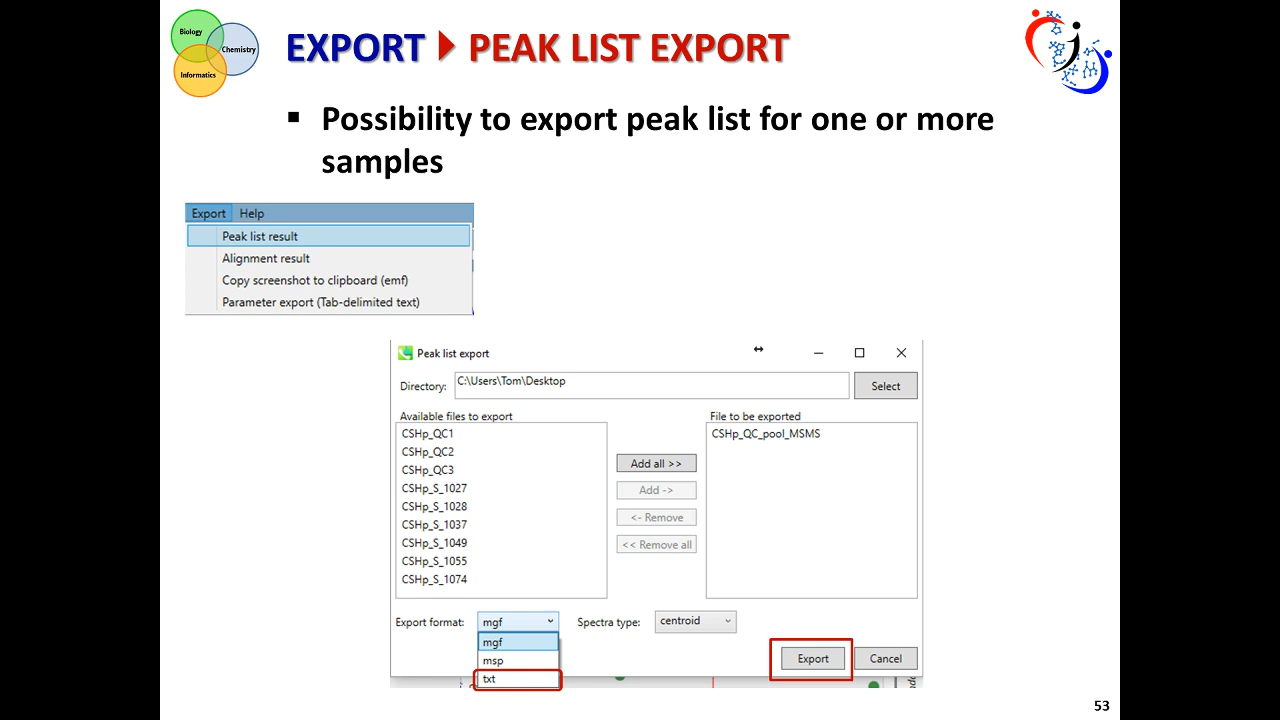 Biology
Chemistry
Informatics
EXPORT PEAK LIST EXPORT
▪ Possibility to export peak list for one or more
samples
Export Help
Peak list result
Alignment result
Copy screenshot to clipboard (emf)
Parameter export (Tab-delimited text)
Peak list export
Directory: C:\Users\Tom\Desktop Select
Available files to export
CSHp_QC1
CSHp_QC2
CSHp_QC3
CSHp_S_1027
CSHp_S_1028
CSHp_S_1037
CSHp_S_1049
CSHp_S_1055
CSHp_S_1074
Add all >>
Add ->
<- Remove
<< Remove all
File to be exported
CSHp_QC_pool_MSMS
Export format: mgf Spectra type: centroid
mgf
msp
txt
Export Cancel
53